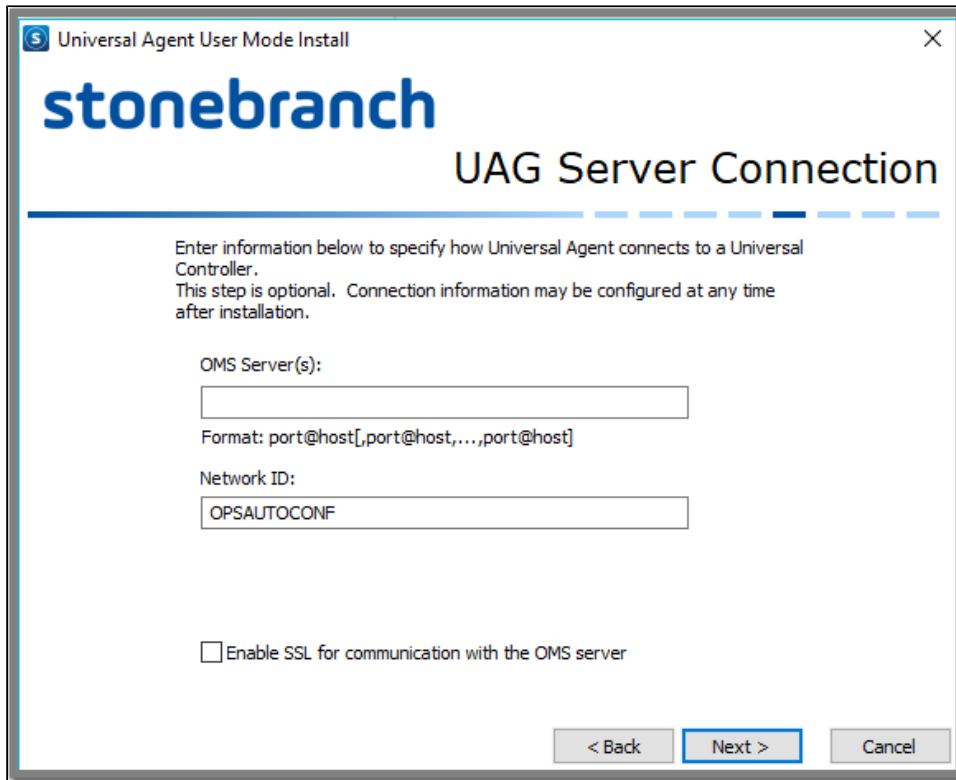 Universal Agent User Mode Install
stonebranch
UAG Server Connection
Enter information below to specify how Universal Agent connects to a Universal
Controller.
This step is optional.  Connection information may be configured at any time
after installation.
OMS Server(s):
Format: port@host[,port@host,...,port@host]
Network ID:
OPSAUTOCONF
Enable SSL for communication with the OMS server
< Back
Next >
Cancel